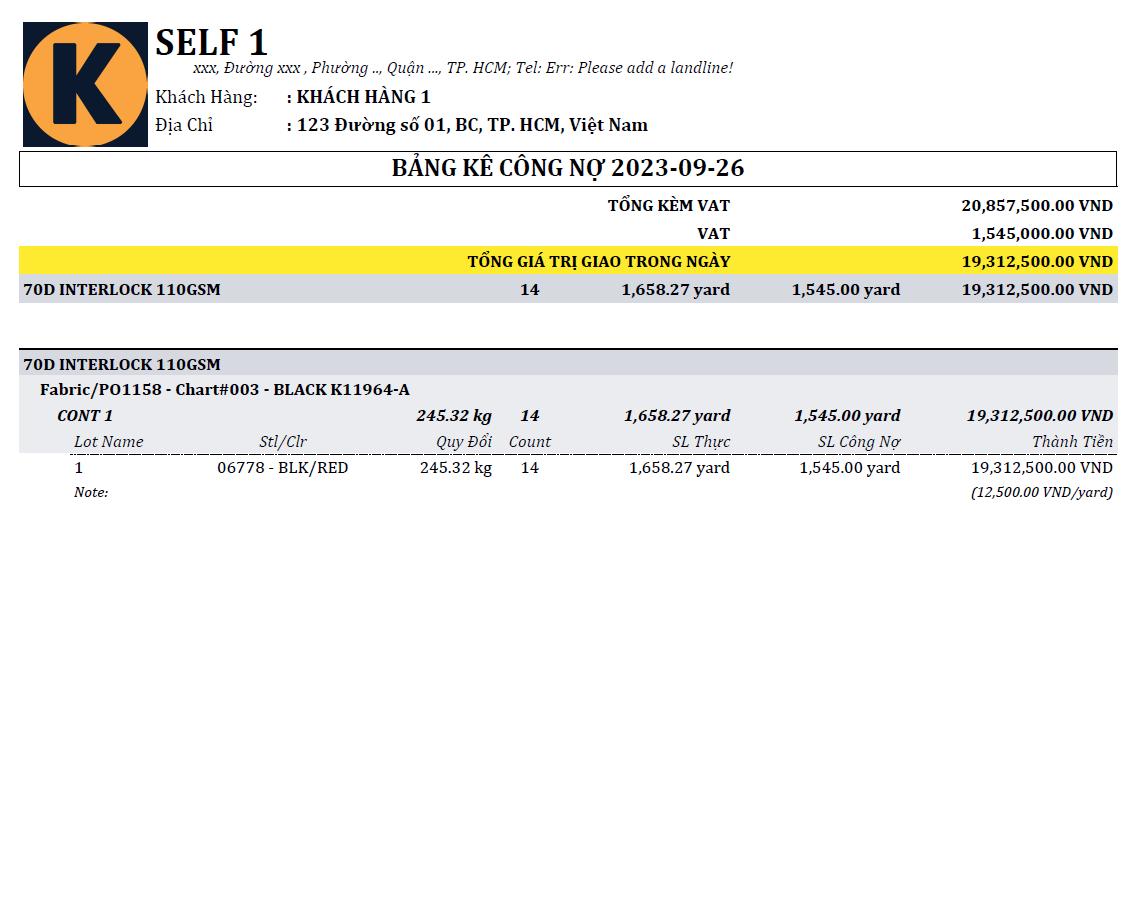 K
SELF 1
xxx, Đường xxx , Phường .., Quận ..., TP. HCM; Tel: Err: Please add a landline!
Khách Hàng: : KHÁCH HÀNG 1
Địa Chỉ : 123 Đường số 01, BC, TP. HCM, Việt Nam
BẢNG KÊ CÔNG NỢ 2023-09-26
TỔNG KÈM VAT 20,857,500.00 VND
VAT 1,545,000.00 VND
TỔNG GIÁ TRỊ GIAO TRONG NGÀY 19,312,500.00 VND
70D INTERLOCK 110GSM 14 1,658.27 yard 1,545.00 yard 19,312,500.00 VND
70D INTERLOCK 110GSM
Fabric/PO1158 - Chart#003 - BLACK K11964-A
CONT 1 245.32 kg 14 1,658.27 yard 1,545.00 yard 19,312,500.00 VND
Lot Name Stl/Clr Quy Đổi Count SL Thực SL Công Nợ Thành Tiền
1 06778 - BLK/RED 245.32 kg 14 1,658.27 yard 1,545.00 yard 19,312,500.00 VND
Note: (12,500.00 VND/yard)